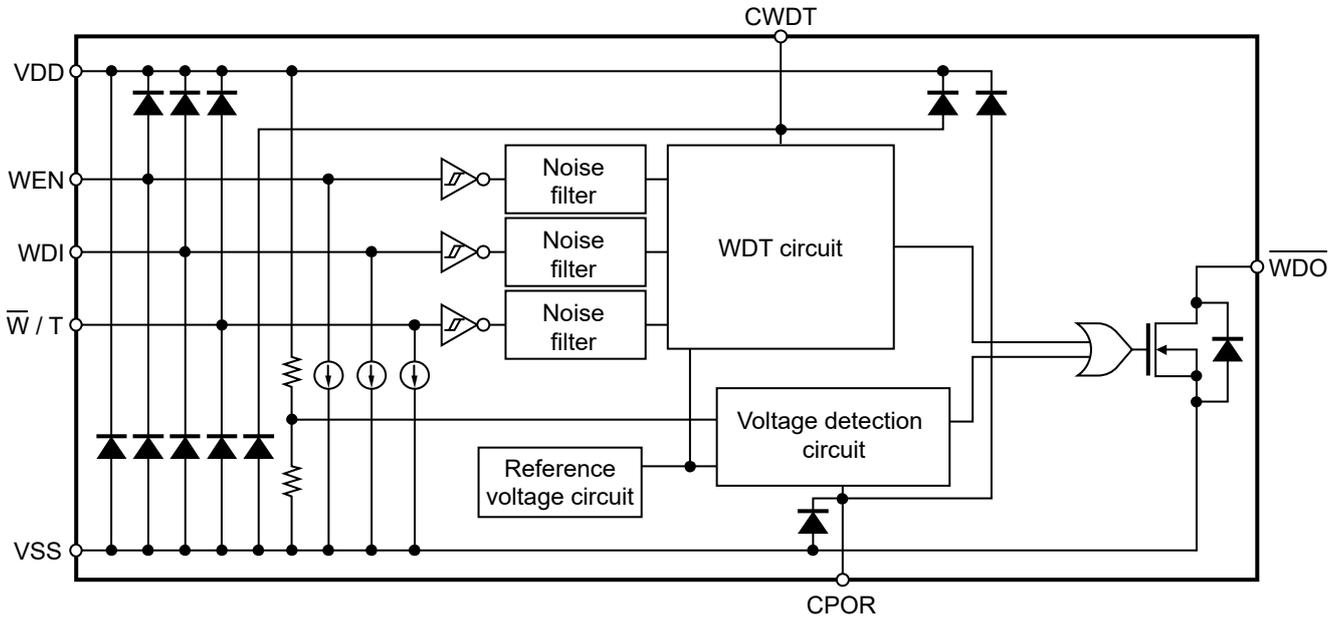 CWDT
VDD
WEN
Noise
filter
WDI
Noise
filter
WDT circuit
W̅D̅O̅
W̅ / T
Noise
filter
Voltage detection
circuit
Reference
voltage circuit
VSS
CPOR